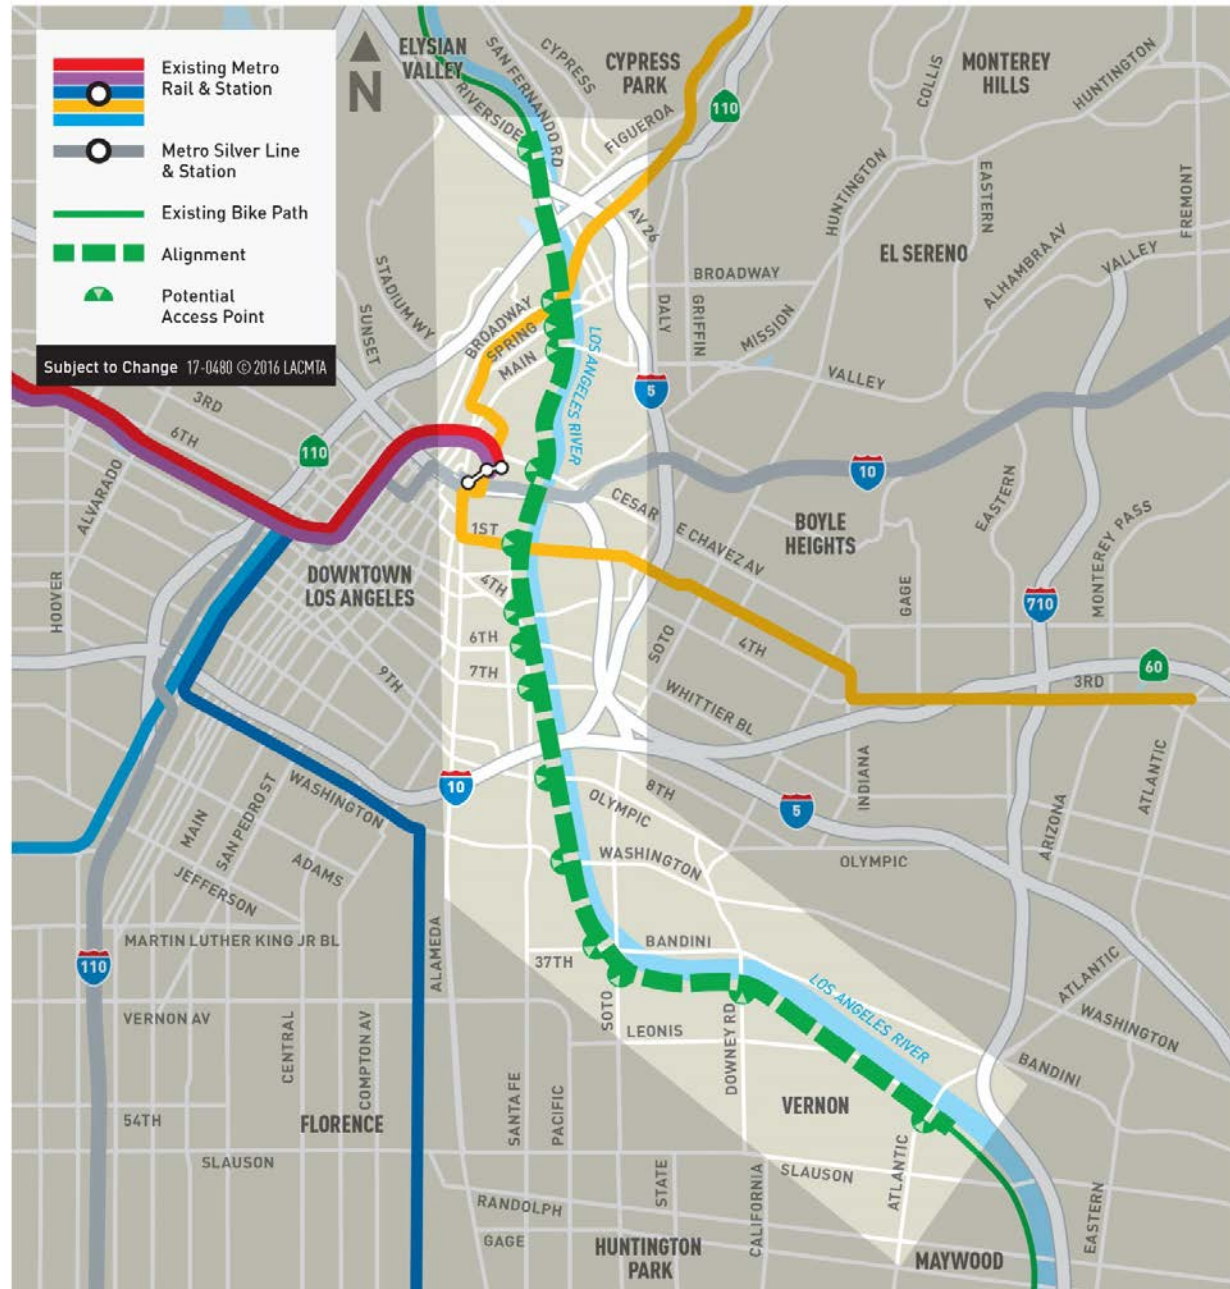 Existing Metro
Rail & Station
Metro Silver Line
& Station
Existing Bike Path
Alignment
Potential
Access Point
Subject to Change 17-0480 © 2016 LACMTA
N
ELYSIAN
VALLEY
SAN FERNANDO RD
CYPRESS
CYPRESS
PARK
MONTEREY
HILLS
COLLIS
HUNTINGTON
RIVERSIDE
FIGUEROA
110
HUNTINGTON
EASTERN
FREMONT
AV 26
STADIUM WY
SUNSET
BROADWAY
EL SERENO
ALHAMBRA AV
VALLEY
BROADWAY
SPRING
MAIN
LOS ANGELES RIVER
DALY
GRIFFIN
MISSION
VALLEY
5
3RD
6TH
110
ALVARADO
10
CESAR
E CHAVEZ AV
BOYLE
HEIGHTS
EASTERN
MONTEREY PASS
1ST
HOOVER
DOWNTOWN
LOS ANGELES
4TH
GAGE
710
6TH
7TH
9TH
SOTO
4TH
60
3RD
WHITTIER BL
10
WASHINGTON
8TH
5
INDIANA
ARIZONA
ATLANTIC
OLYMPIC
MAIN
SAN PEDRO ST
ADAMS
JEFFERSON
WASHINGTON
OLYMPIC
MARTIN LUTHER KING JR BL
ALAMEDA
110
37TH
BANDINI
SOTO
LOS ANGELES RIVER
ATLANTIC
WASHINGTON
VERNON AV
CENTRAL
COMPTON AV
LEONIS
DOWNEY RD
BANDINI
54TH
FLORENCE
SANTA FE
PACIFIC
VERNON
SLAUSON
SLAUSON
ATLANTIC
RANDOLPH
STATE
CALIFORNIA
EASTERN
GAGE
HUNTINGTON
PARK
MAYWOOD